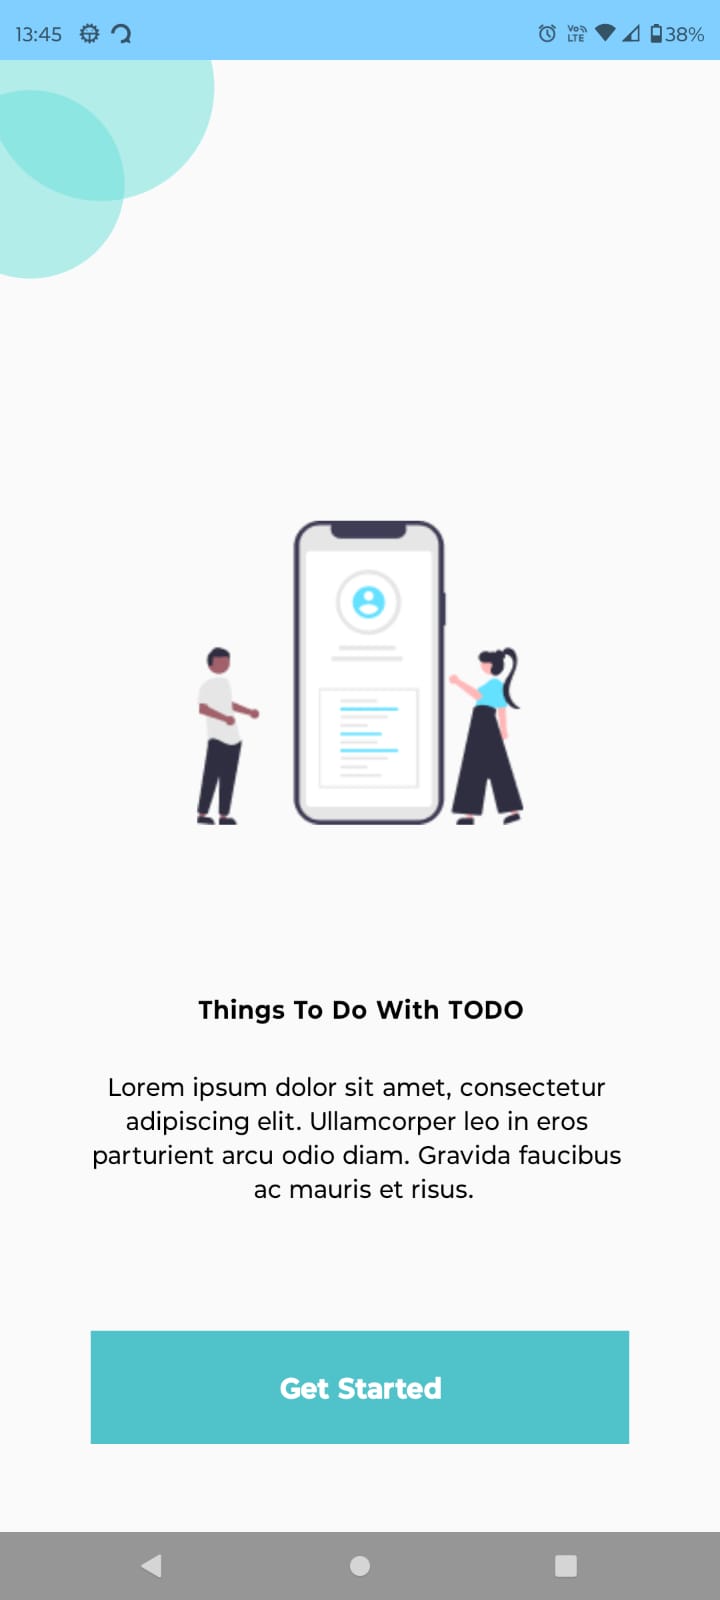 13:45 Vo LTE 38%
Things To Do With TODO
Lorem ipsum dolor sit amet, consectetur
adipiscing elit. Ullamcorper leo in eros
parturient arcu odio diam. Gravida faucibus
ac mauris et risus.
Get Started